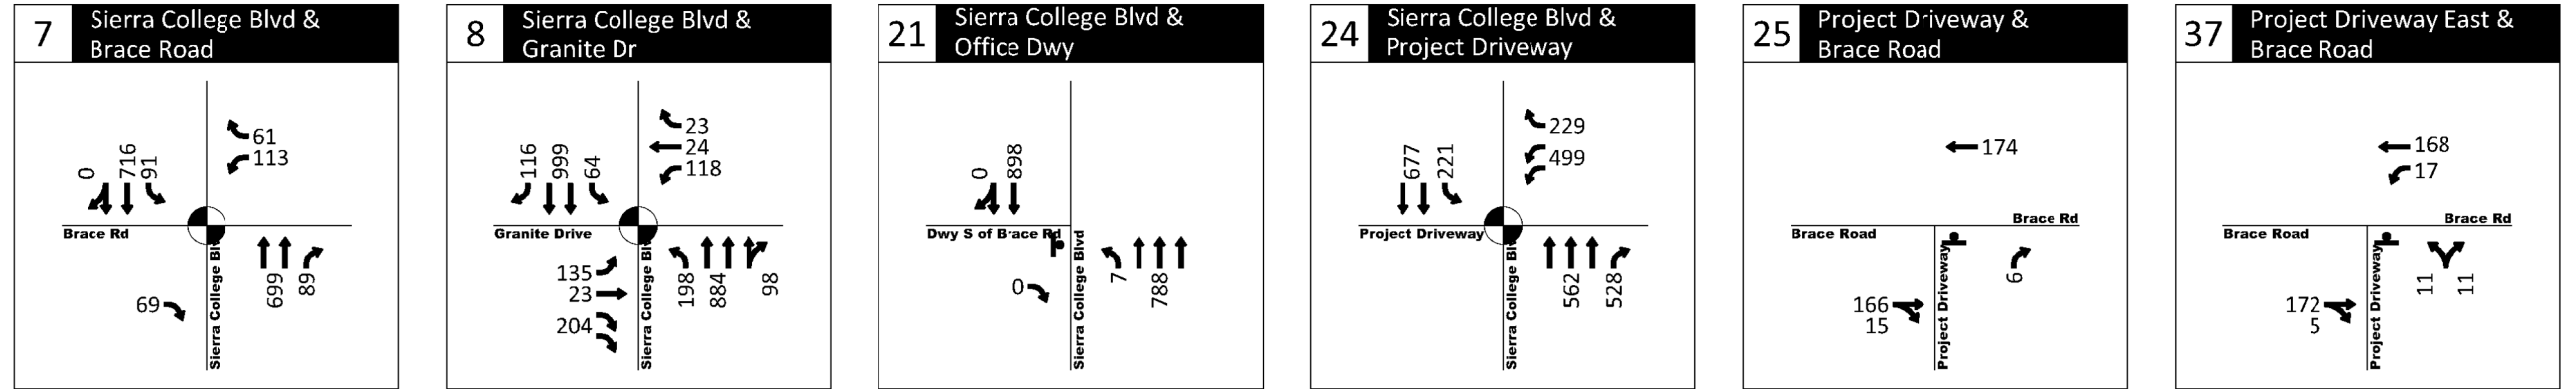 7
Sierra College Blvd &
Brace Road
0
716
91
61
113
Brace Rd
Sierra College Blv
69
699
89
8
Sierra College Blvd &
Granite Dr
116
999
64
23
24
118
Granite Drive
Sierra College Blv
135
23
204
198
884
98
21
Sierra College Blvd &
Office Dwy
0
898
Dwy S of Brace Rd
Sierra College Blvd
0
7
788
24
Sierra College Blvd &
Project Driveway
677
221
229
499
Project Driveway
Sierra College Blv
562
528
25
Project Driveway &
Brace Road
174
Brace Road
Brace Rd
Project Driveway
166
15
6
37
Project Driveway East &
Brace Road
168
17
Brace Road
Brace Rd
Project Driveway
172
5
11
11